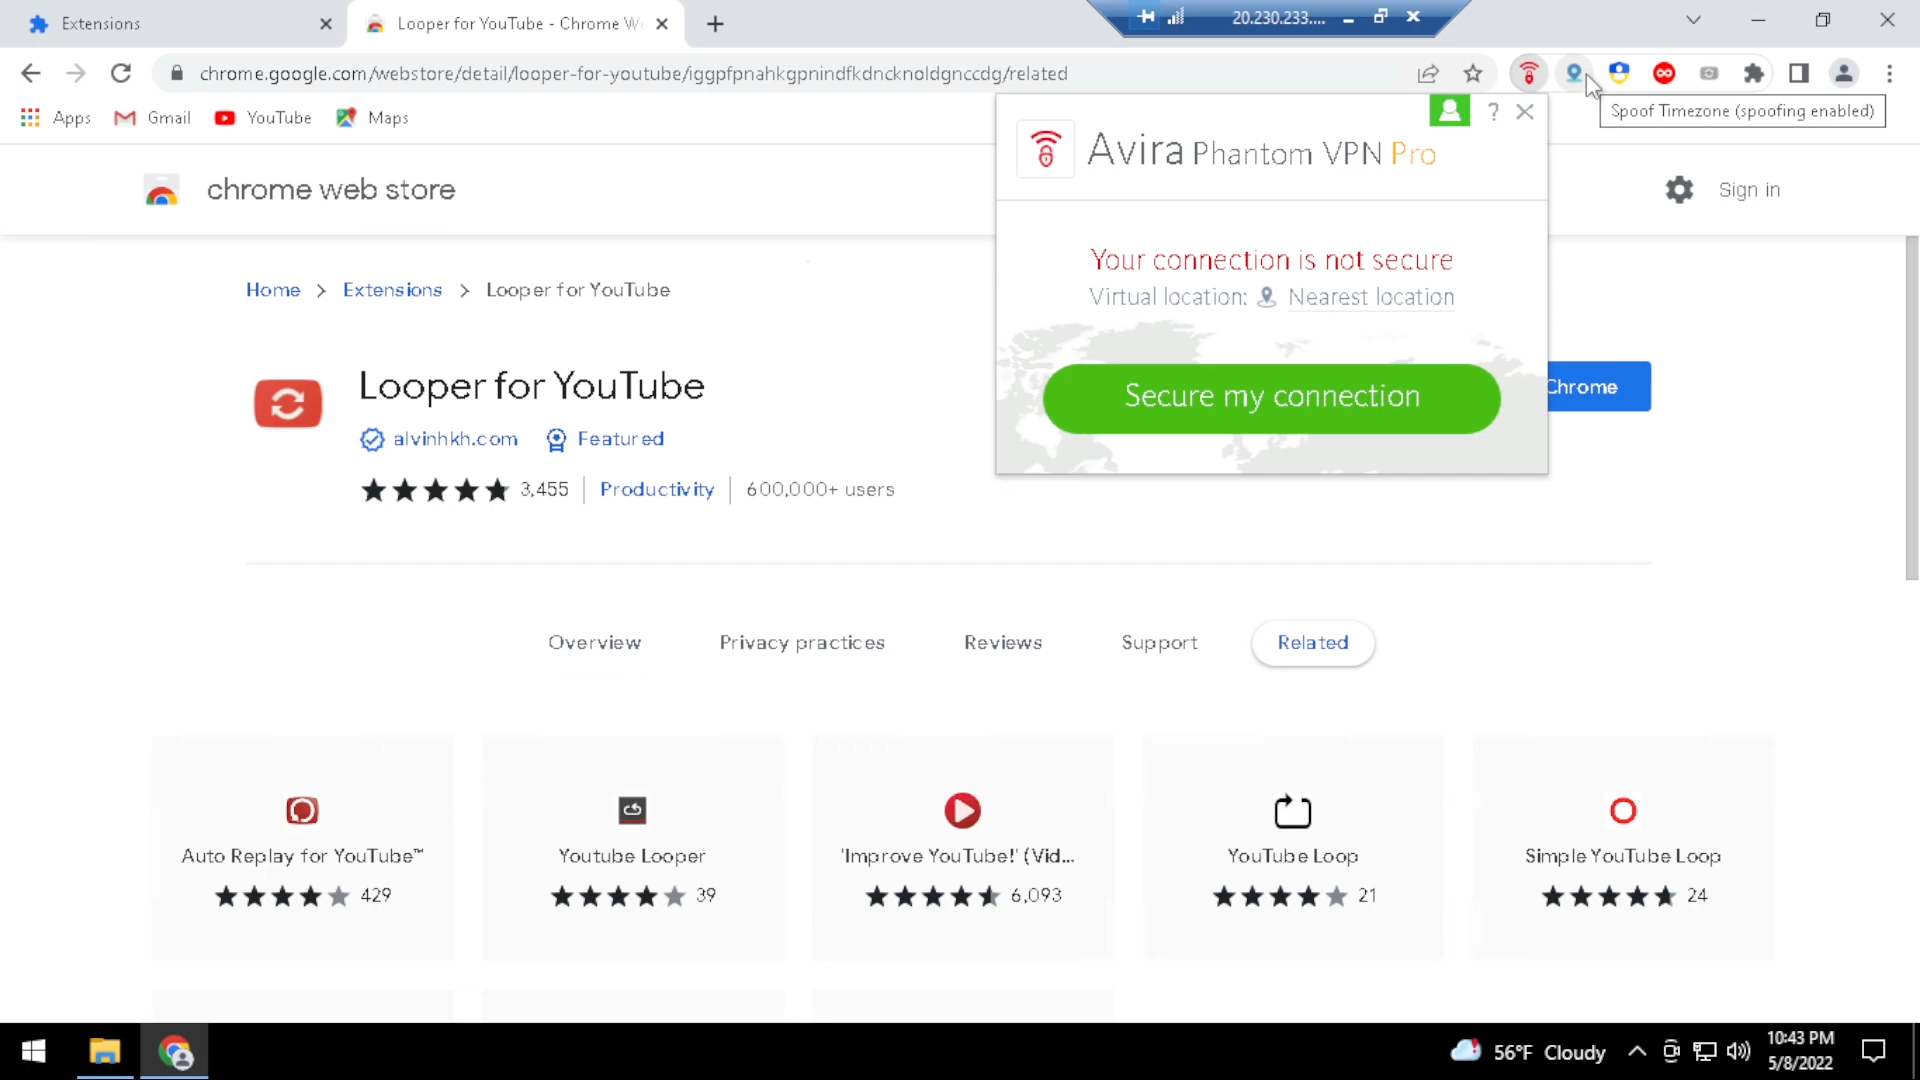 Extensions
Looper for YouTube - Chrome W
20.230.233....
chrome.google.com/webstore/detail/looper-for-youtube/iggpfpnahkgpnindfkdncknoldgnccdg/related
Spoof Timezone (spoofing enabled)
Apps
Gmail
YouTube
Maps
Avira Phantom VPN Pro
?
chrome web store
Sign in
Your connection is not secure
Virtual location: Nearest location
Secure my connection
Home > Extensions > Looper for YouTube
Looper for YouTube
Chrome
alvinhkh.com
Featured
3,455
Productivity
600,000+ users
Overview
Privacy practices
Reviews
Support
Related
Auto Replay for YouTube™
429
Youtube Looper
39
'Improve YouTube!' (Vid...
6,093
YouTube Loop
21
Simple YouTube Loop
24
56°F Cloudy
10:43 PM
5/8/2022